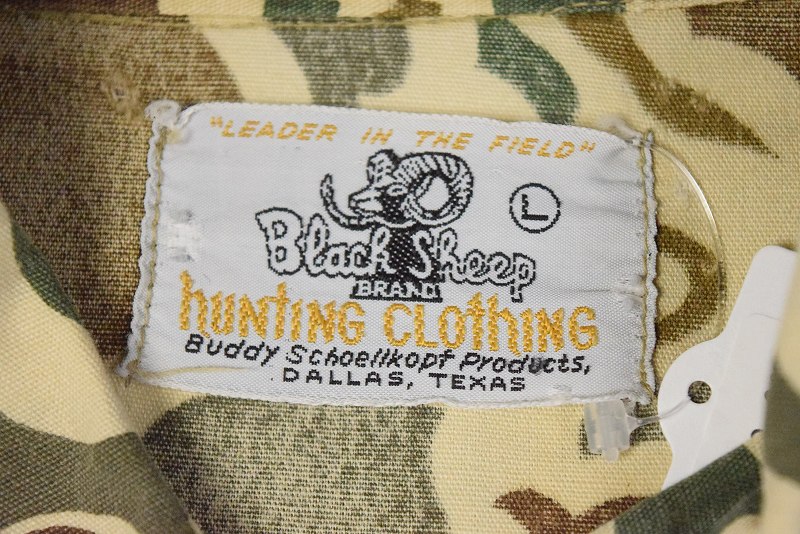 "LEADER IN THE FIELD"
L
Black Sheep
BRAND
hunting Clothing
Buddy Schoellkopf Products,
DALLAS, TEXAS